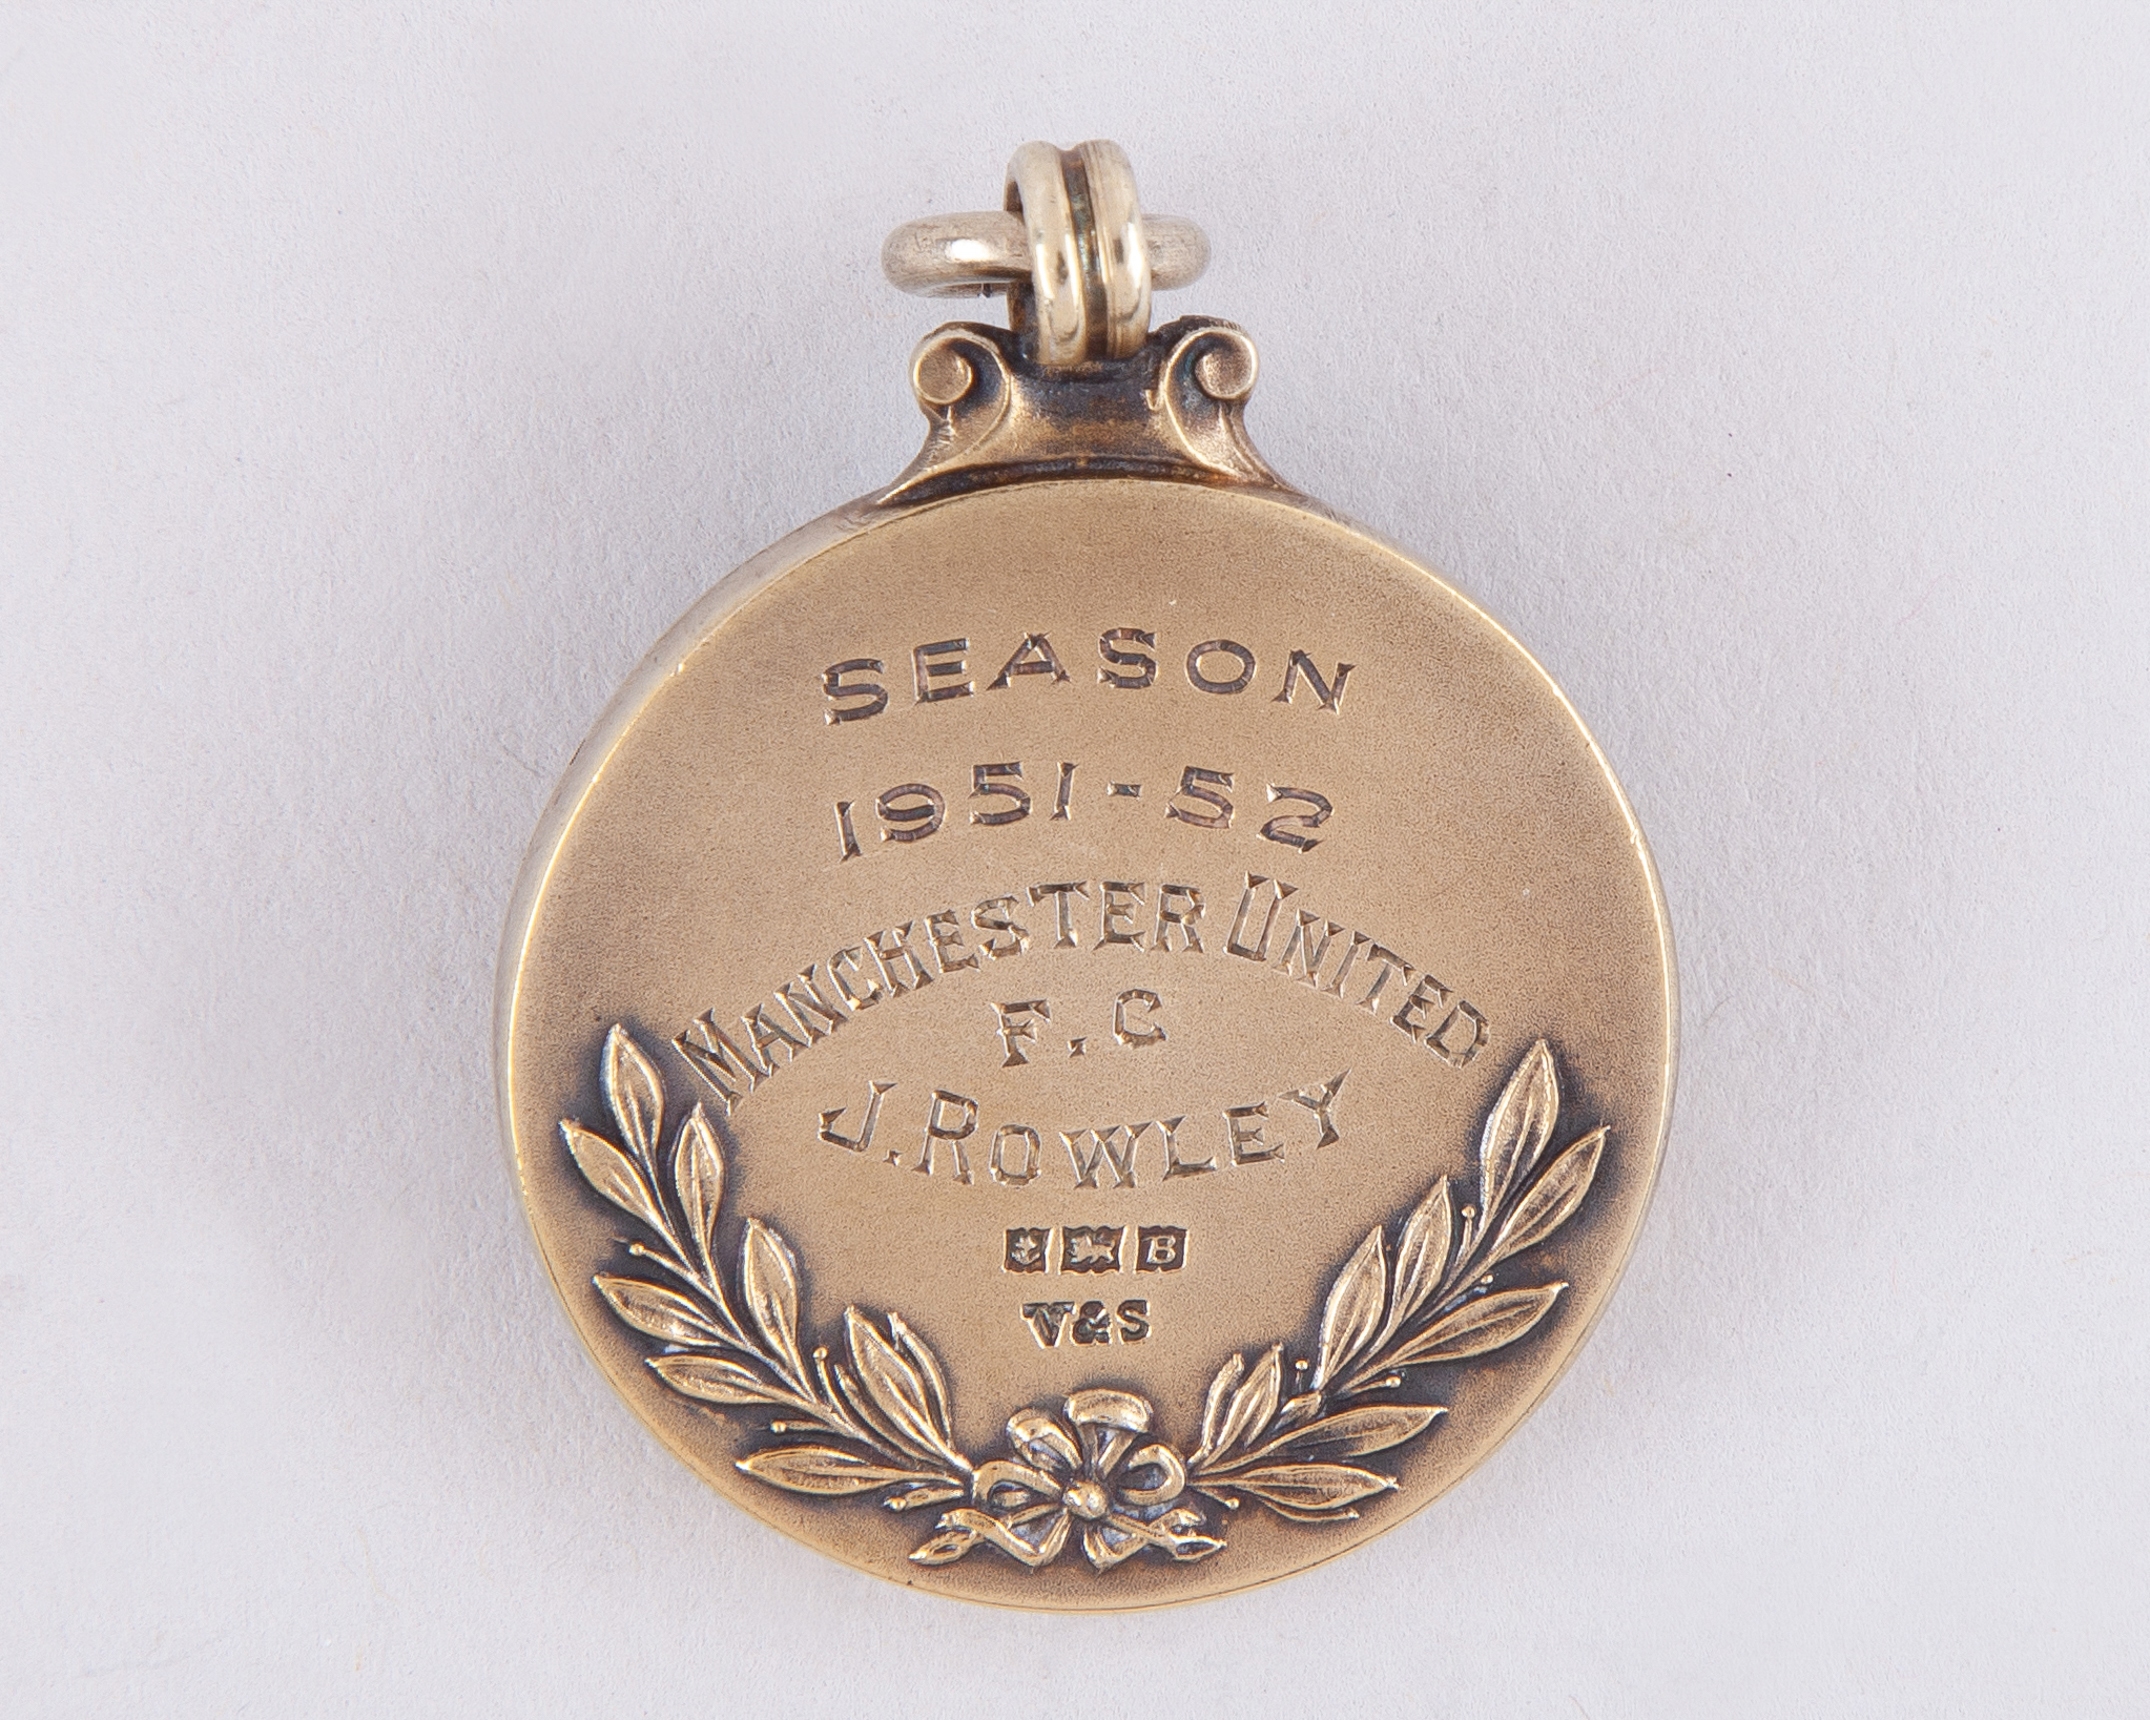 SEASON
1951-52
MANCHESTER UNITED
F.C
J.ROWLEY
B
V&S